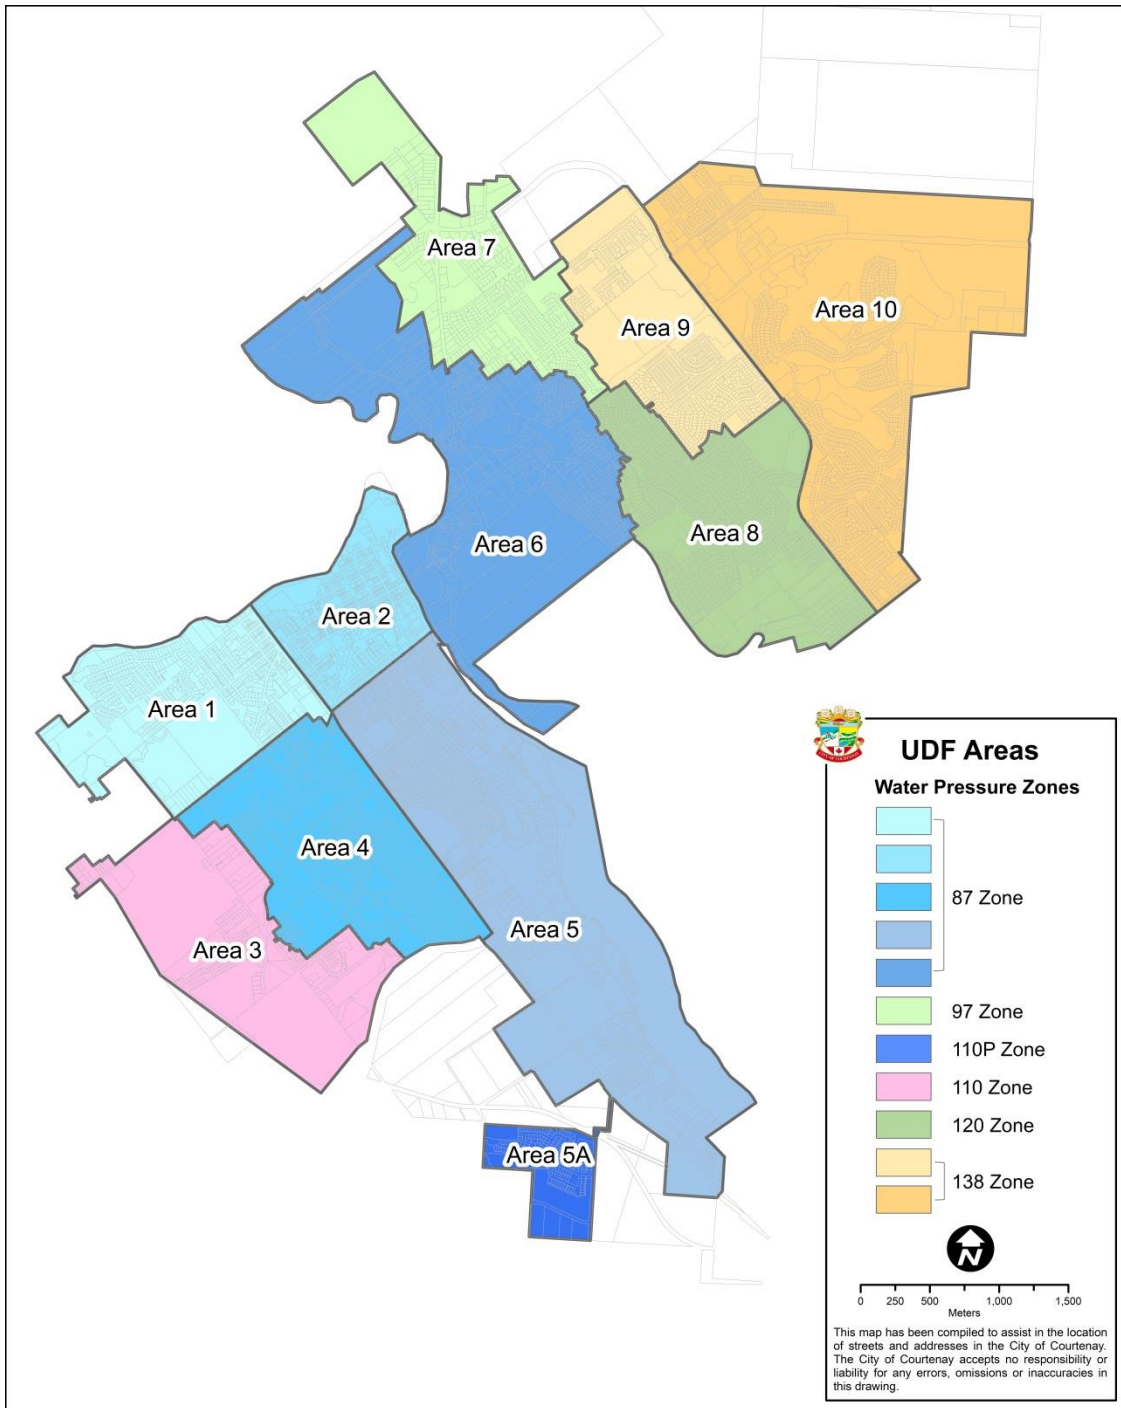 Area 7
Area 10
Area 9
Area 8
Area 6
Area 2
Area 1
Area 4
Area 5
Area 3
Area 5A
UDF Areas
Water Pressure Zones
87 Zone
97 Zone
110P Zone
110 Zone
120 Zone
138 Zone
N
0 250 500 1,000 1,500
Meters
This map has been compiled to assist in the location
of streets and addresses in the City of Courtenay.
The City of Courtenay accepts no responsibility or
liability for any errors, omissions or inaccuracies in
this drawing.